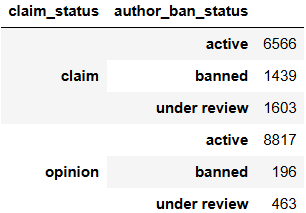 claim_status author_ban_status
active 6566
claim banned 1439
under review 1603
active 8817
opinion banned 196
under review 463